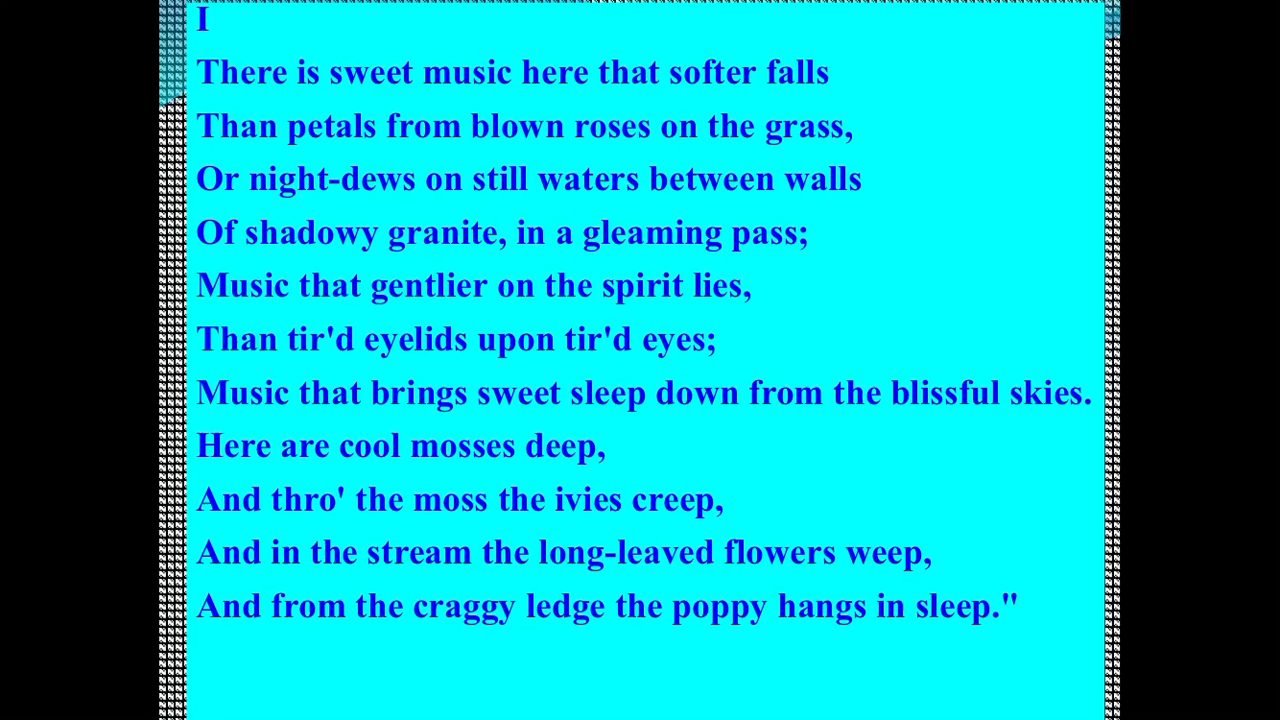 I
There is sweet music here that softer falls
Than petals from blown roses on the grass,
Or night-dews on still waters between walls
Of shadowy granite, in a gleaming pass;
Music that gentlier on the spirit lies,
Than tir'd eyelids upon tir'd eyes;
Music that brings sweet sleep down from the blissful skies.
Here are cool mosses deep,
And thro' the moss the ivies creep,
And in the stream the long-leaved flowers weep,
And from the craggy ledge the poppy hangs in sleep."